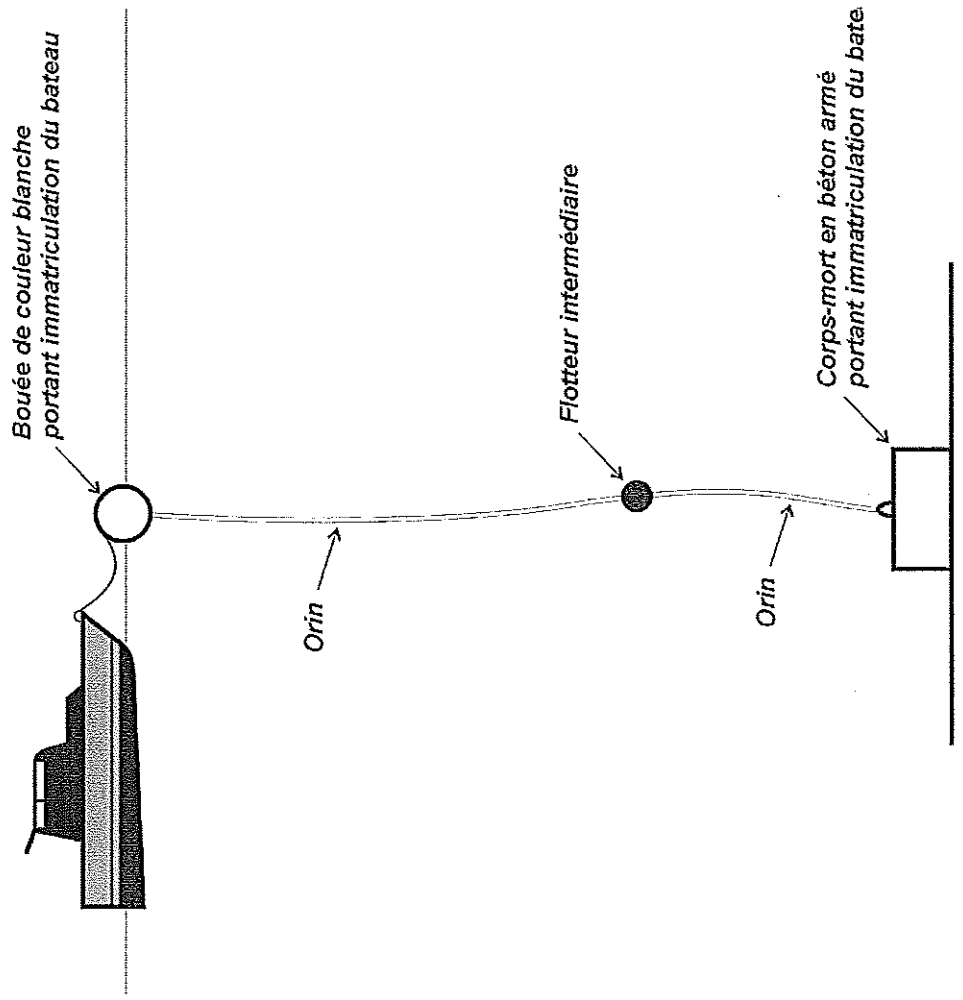 Bouée de couleur blanche
portant immatriculation du bateau
Orin
Flotteur intermédiaire
Orin
Corps-mort en béton armé
portant immatriculation du bate